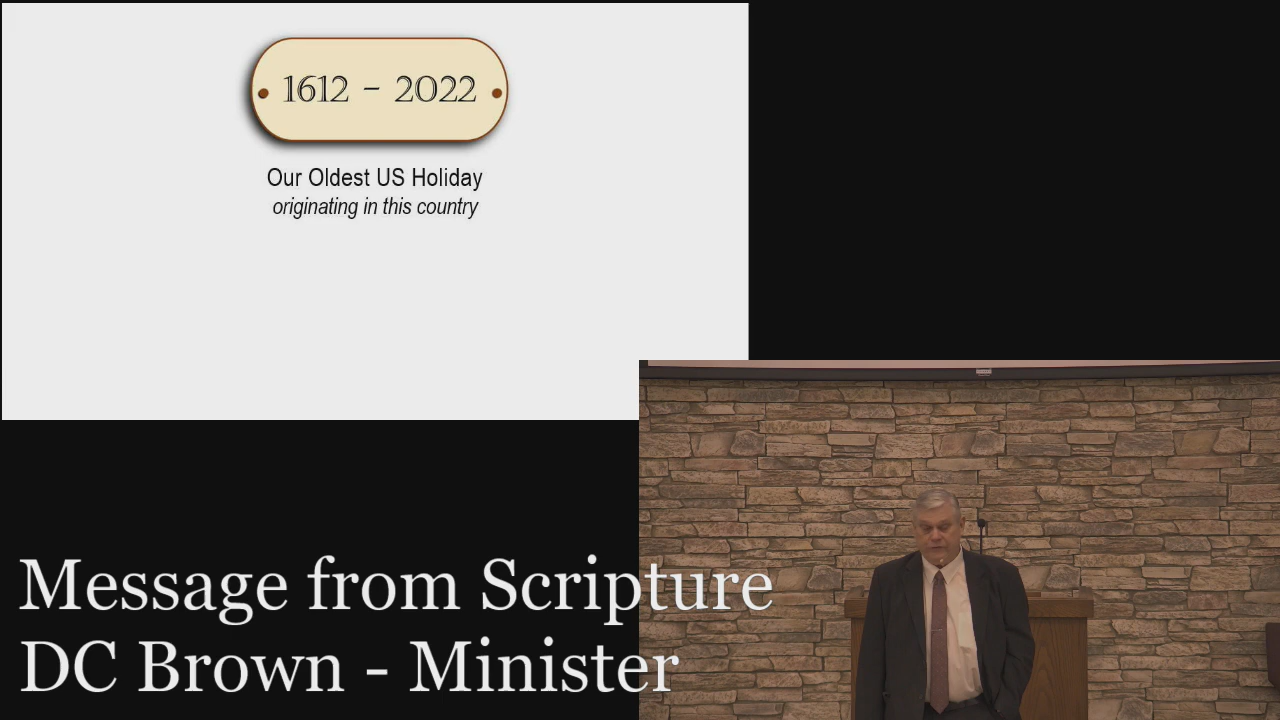 1612 - 2022
Our Oldest US Holiday
originating in this country
Message from Scripture
DC Brown - Minister